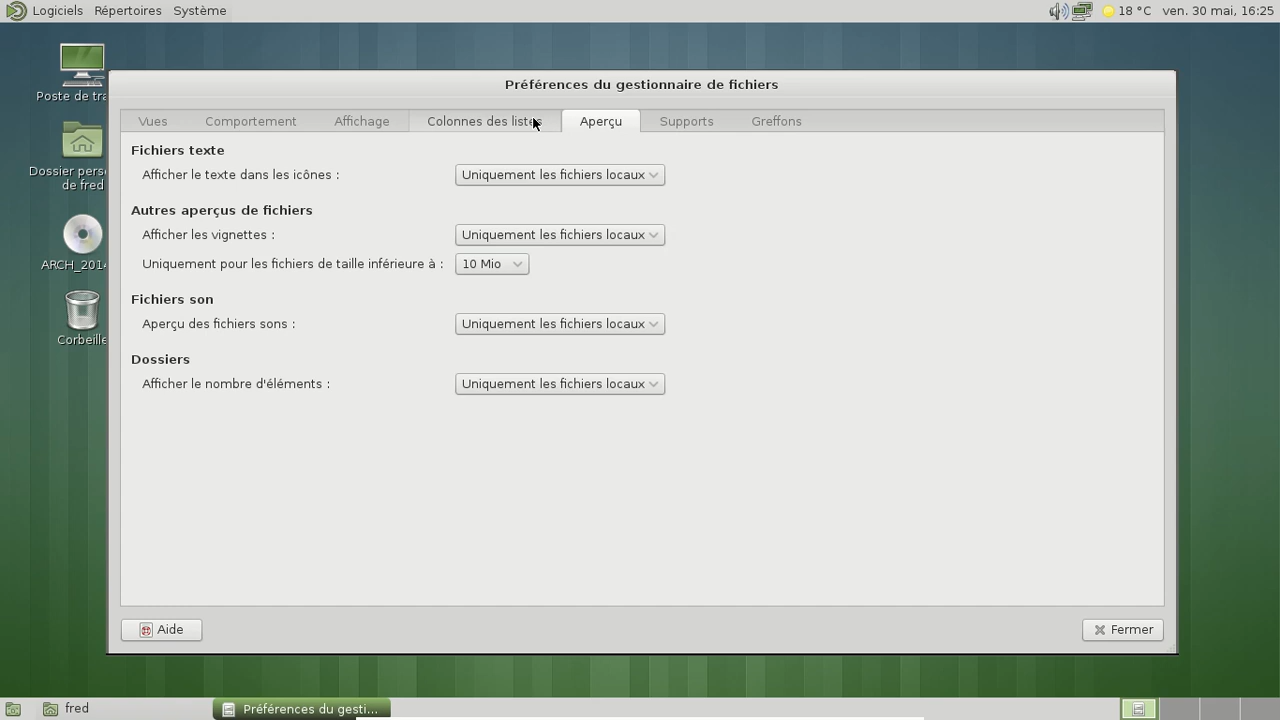 Logiciels Répertoires Système 18 °C ven. 30 mai, 16:25
Préférences du gestionnaire de fichiers
Vues Comportement Affichage Colonnes des listes Aperçu Supports Greffons
Fichiers texte
Afficher le texte dans les icônes : Uniquement les fichiers locaux
Autres aperçus de fichiers
Afficher les vignettes : Uniquement les fichiers locaux
Uniquement pour les fichiers de taille inférieure à : 10 Mio
Fichiers son
Aperçu des fichiers sons : Uniquement les fichiers locaux
Dossiers
Afficher le nombre d'éléments : Uniquement les fichiers locaux
Aide Fermer
Poste de tra
Dossier pers
de fred
ARCH_2014
Corbeille
fred Préférences du gesti...